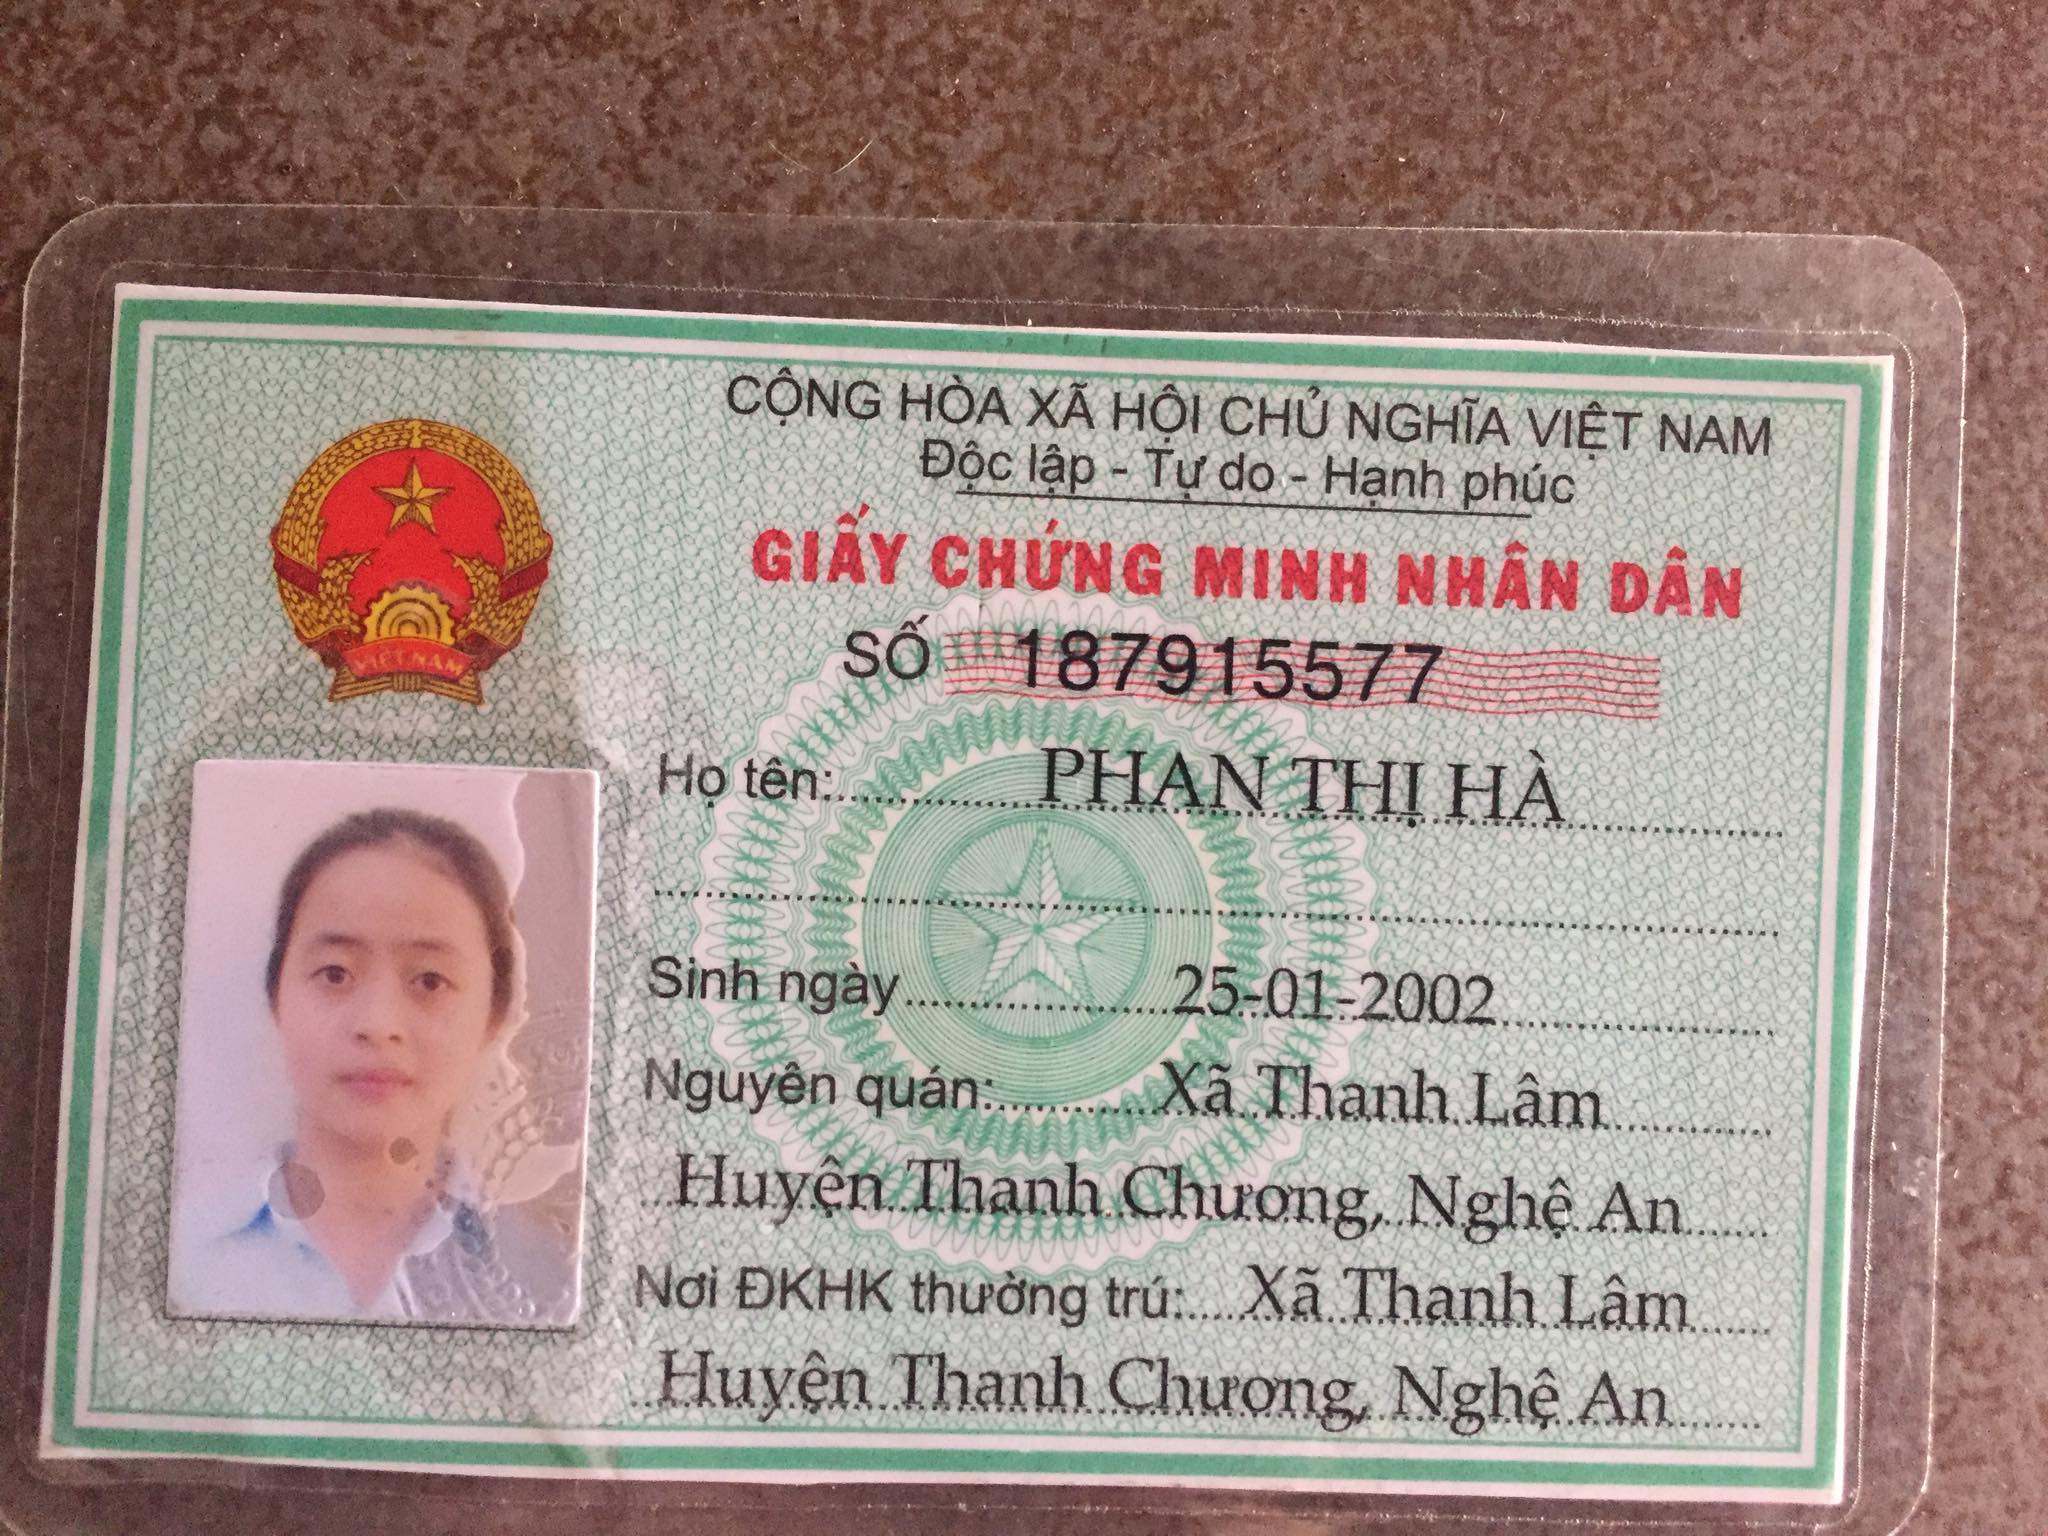 CỘNG HÒA XÃ HỘI CHỦ NGHĨA VIỆT NAM
Độc lập - Tự do - Hạnh phúc
GIẤY CHỨNG MINH NHÂN DÂN
SỐ 187915577
VIỆT NAM
Họ tên: PHAN THỊ HÀ
Sinh ngày 25-01-2002
Nguyên quán: Xã Thanh Lâm
Huyện Thanh Chương, Nghệ An
Nơi ĐKHK thường trú: Xã Thanh Lâm
Huyện Thanh Chương, Nghệ An